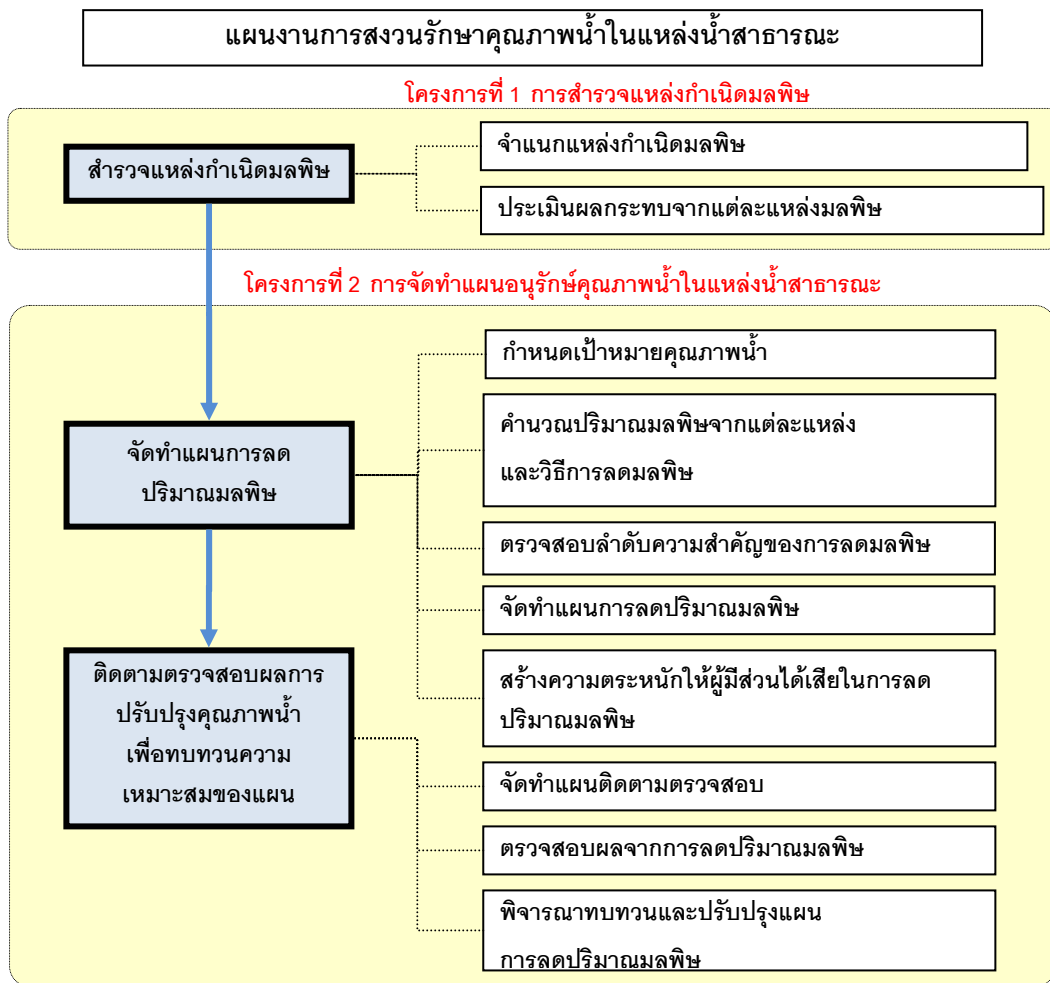 แผนงานการสงวนรักษาคุณภาพน้ำในแหล่งน้ำสาธารณะ
โครงการที่ 1 การสำรวจแหล่งกำเนิดมลพิษ
สำรวจแหล่งกำเนิดมลพิษ
จำแนกแหล่งกำเนิดมลพิษ
ประเมินผลกระทบจากแต่ละแหล่งมลพิษ
โครงการที่ 2 การจัดทำแผนอนุรักษ์คุณภาพน้ำในแหล่งน้ำสาธารณะ
จัดทำแผนการลด
ปริมาณมลพิษ
กำหนดเป้าหมายคุณภาพน้ำ
คำนวณปริมาณมลพิษจากแต่ละแหล่ง
และวิธีการลดมลพิษ
ตรวจสอบลำดับความสำคัญของการลดมลพิษ
จัดทำแผนการลดปริมาณมลพิษ
สร้างความตระหนักให้ผู้มีส่วนได้เสียในการลด
ปริมาณมลพิษ
ติดตามตรวจสอบผลการ
ปรับปรุงคุณภาพน้ำ
เพื่อทบทวนความ
เหมาะสมของแผน
จัดทำแผนติดตามตรวจสอบ
ตรวจสอบผลจากการลดปริมาณมลพิษ
พิจารณาทบทวนและปรับปรุงแผน
การลดปริมาณมลพิษ